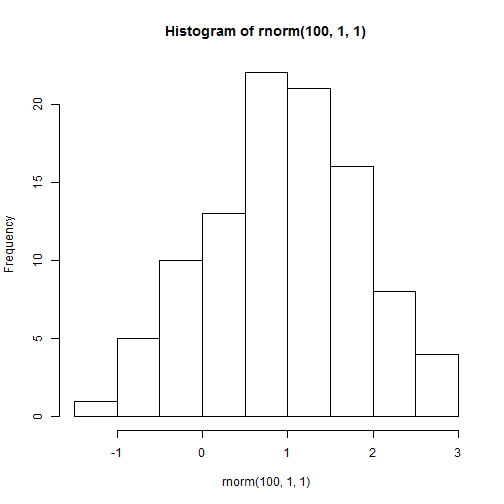 Histogram of rnorm(100, 1, 1)
20
15
10
5
0
Frequency
-1 0 1 2 3
rnorm(100, 1, 1)